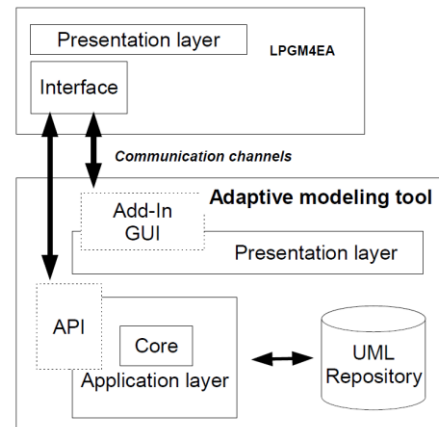 Presentation layer
LPGM4EA
Interface
Communication channels
Adaptive modeling tool
Add-In
GUI
Presentation layer
API
Core
Application layer
UML
Repository